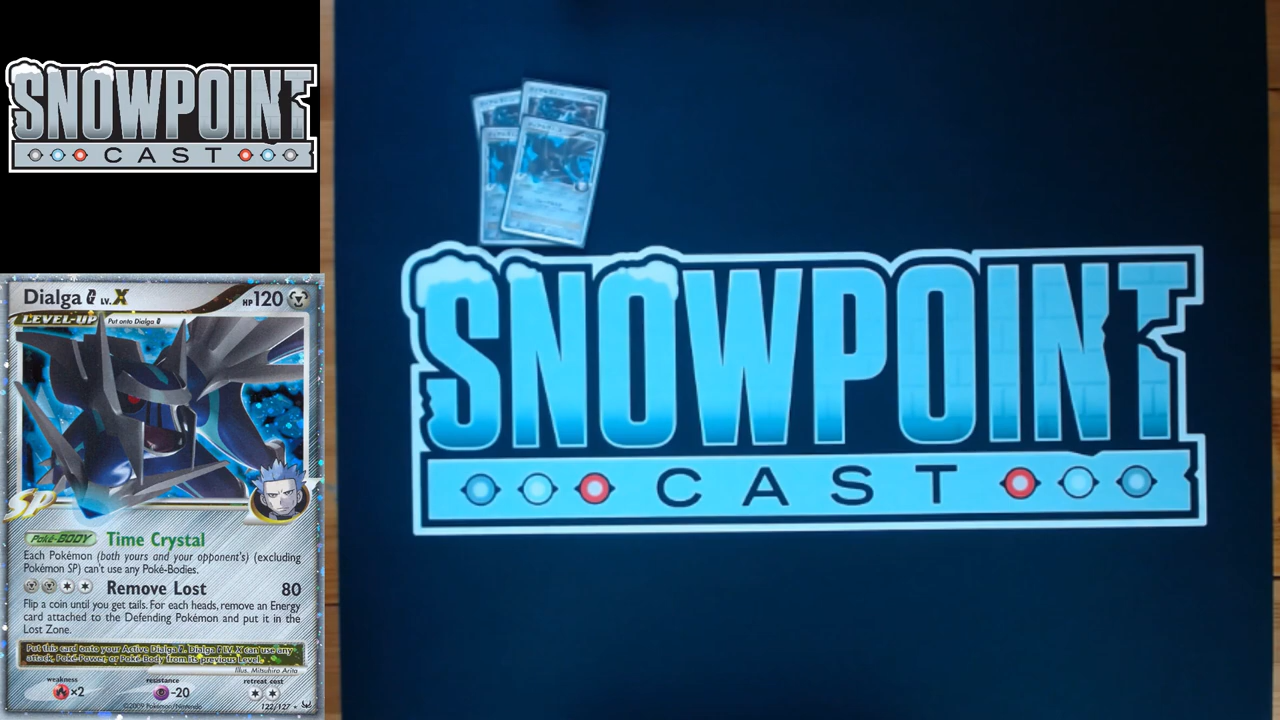 SNOWPOINT
CAST
Dialga G LV.X HP120
LEVEL-UP Put onto Dialga G
SP
Poké-BODY Time Crystal
Each Pokémon (both yours and your opponent's) (excluding
Pokémon SP) can't use any Poké-Bodies.
Remove Lost 80
Flip a coin until you get tails. For each heads, remove an Energy
card attached to the Defending Pokémon and put it in the
Lost Zone.
Put this card onto your Active Dialga G. Dialga G LV.X can use any
attack, Poké-Power, or Poké-Body from its previous Level.
Illus. Mitsuhiro Arita
weakness resistance retreat cost
×2 -20
©2009 Pokémon/Nintendo 122/127
SNOWPOINT
CAST